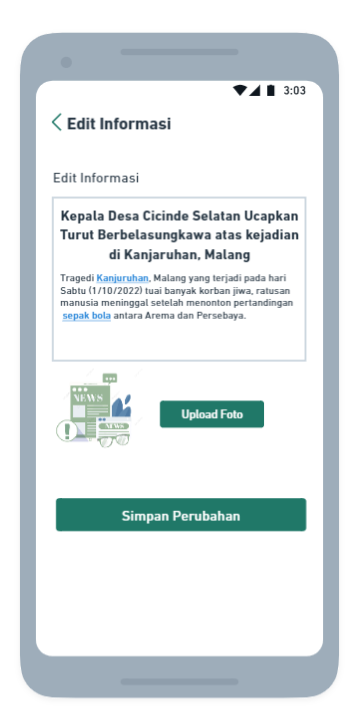 3:03
Edit Informasi
Edit Informasi
Kepala Desa Cicinde Selatan Ucapkan
Turut Berbelasungkawa atas kejadian
di Kanjaruhan, Malang
Tragedi Kanjuruhan, Malang yang terjadi pada hari
Sabtu (1/10/2022) tuai banyak korban jiwa, ratusan
manusia meninggal setelah menonton pertandingan
sepak bola antara Arema dan Persebaya.
NEWS
NEWS
Upload Foto
Simpan Perubahan